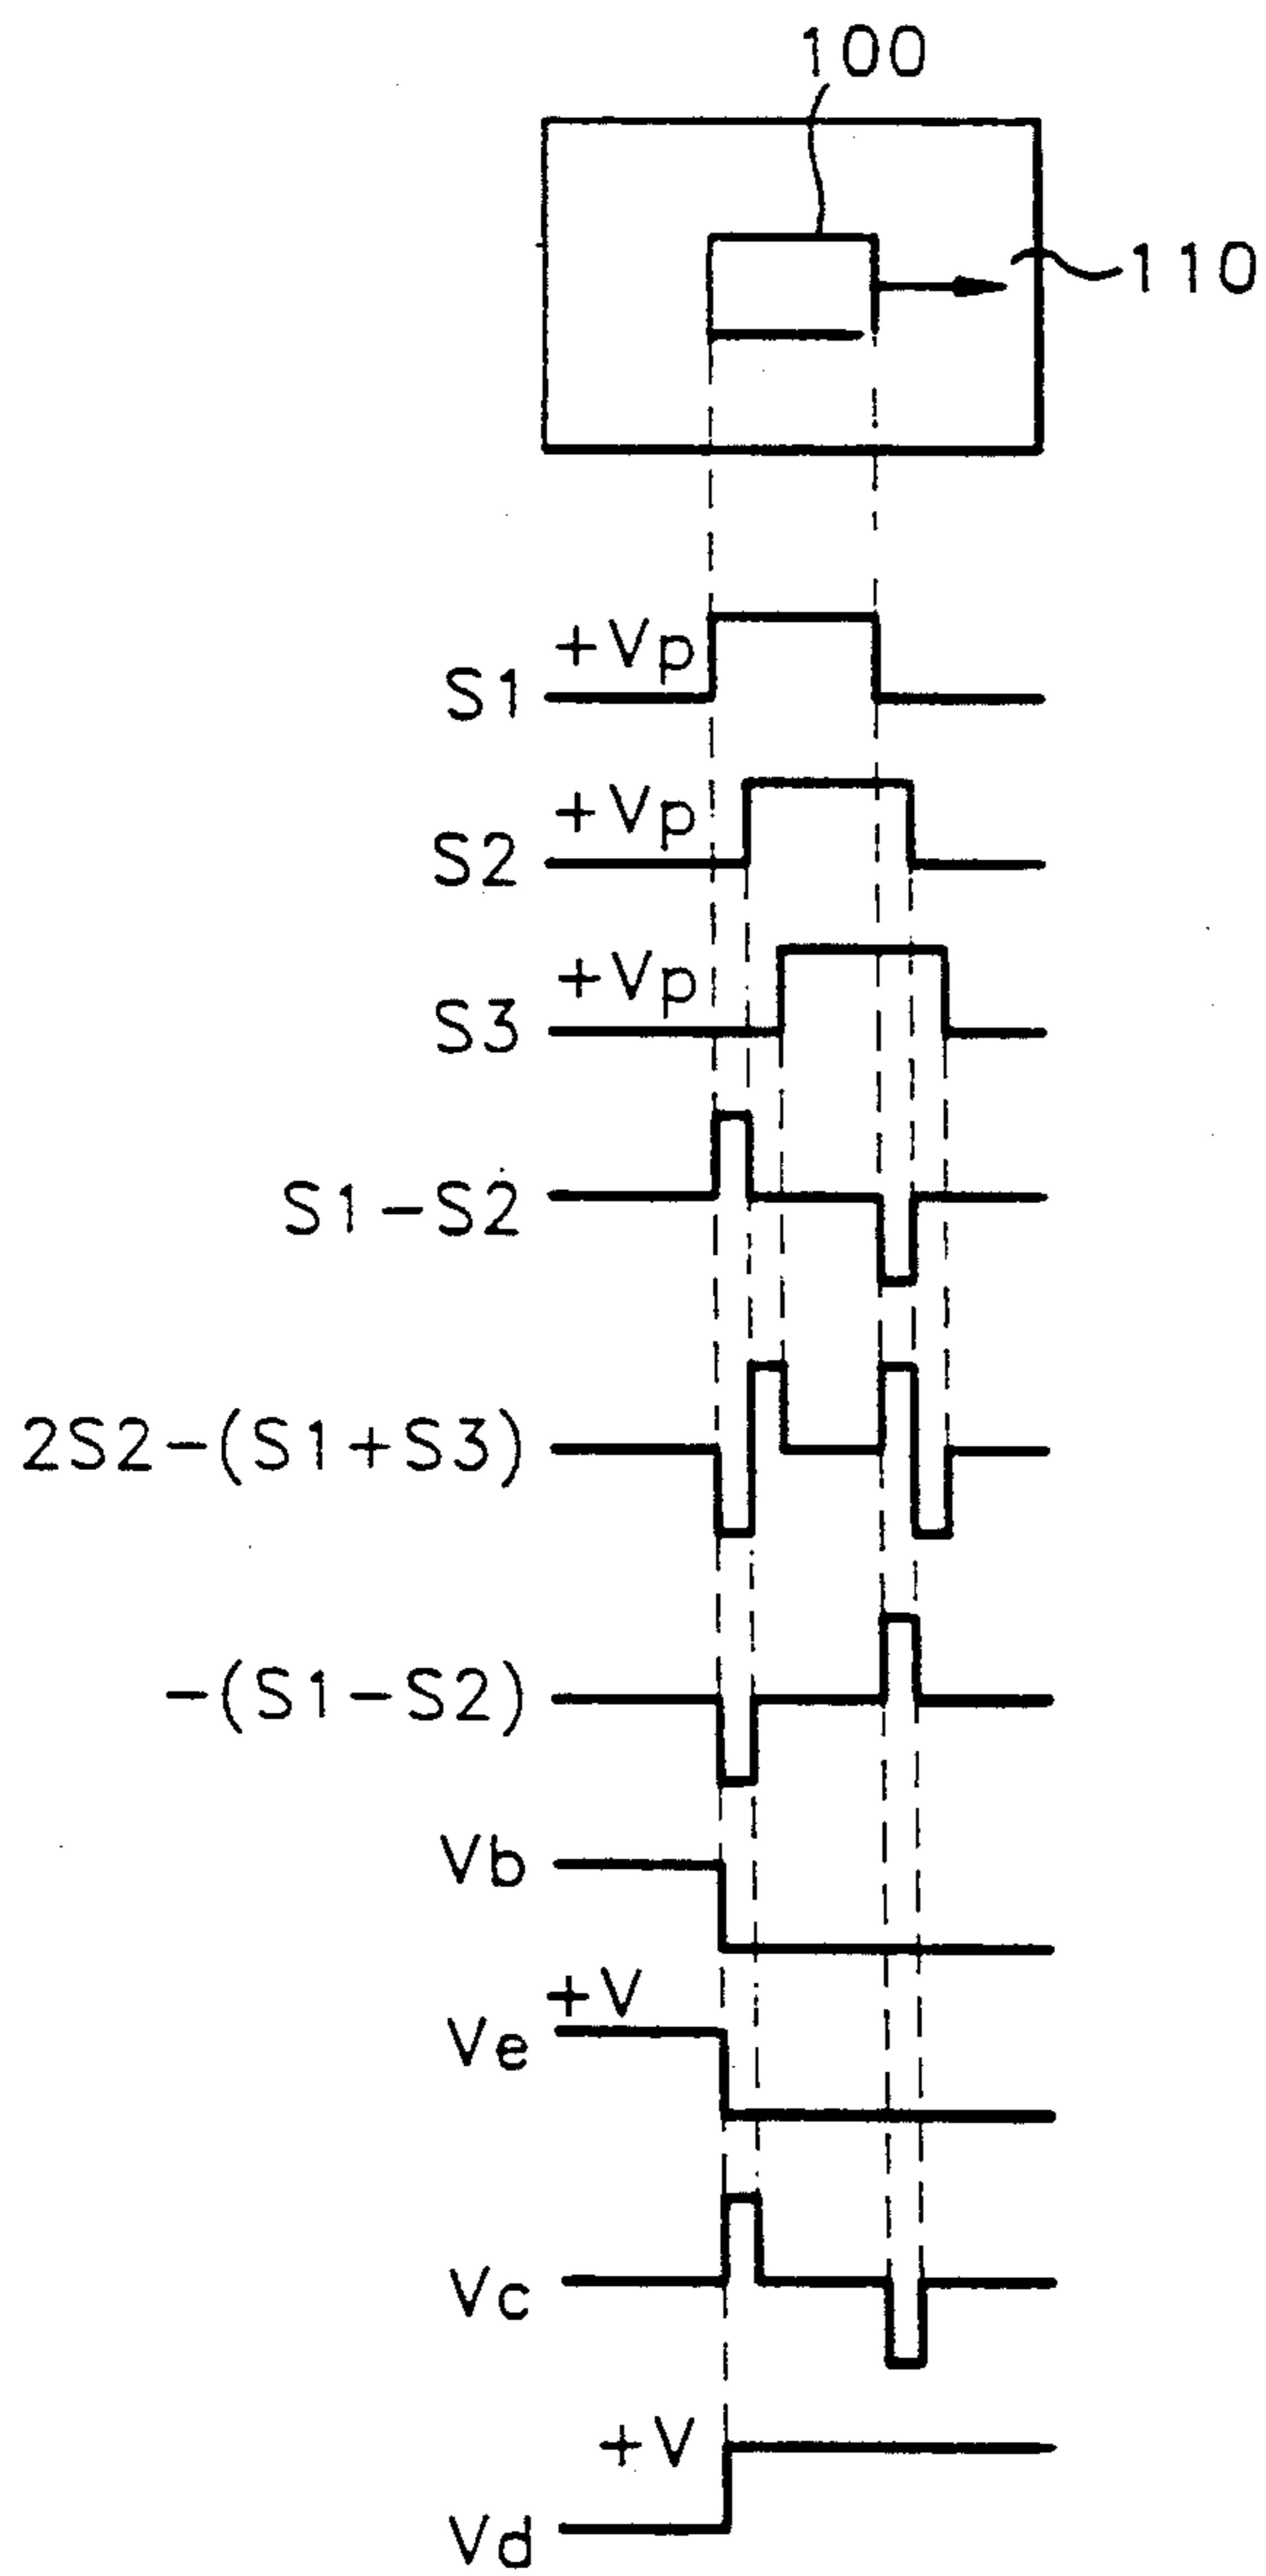 100
110
+Vp
S1
+Vp
S2
+Vp
S3
S1-S2
2S2-(S1+S3)
-(S1-S2)
Vb
+V
Ve
Vc
+V
Vd